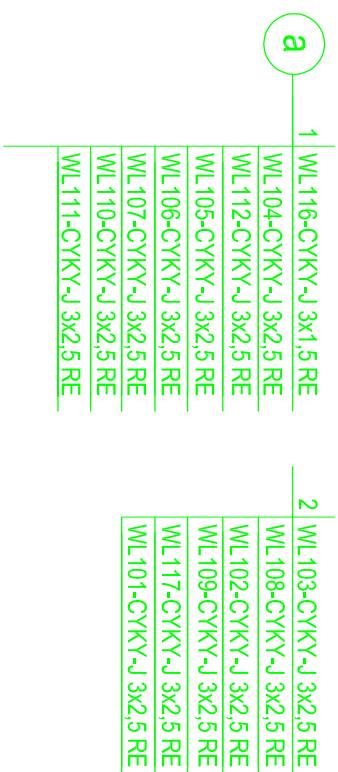 a
1 WL116-CYKY-J 3x1,5 RE
WL104-CYKY-J 3x2,5 RE
WL112-CYKY-J 3x2,5 RE
WL105-CYKY-J 3x2,5 RE
WL106-CYKY-J 3x2,5 RE
WL107-CYKY-J 3x2,5 RE
WL110-CYKY-J 3x2,5 RE
WL111-CYKY-J 3x2,5 RE
2 WL103-CYKY-J 3x2,5 RE
WL108-CYKY-J 3x2,5 RE
WL102-CYKY-J 3x2,5 RE
WL109-CYKY-J 3x2,5 RE
WL117-CYKY-J 3x2,5 RE
WL101-CYKY-J 3x2,5 RE